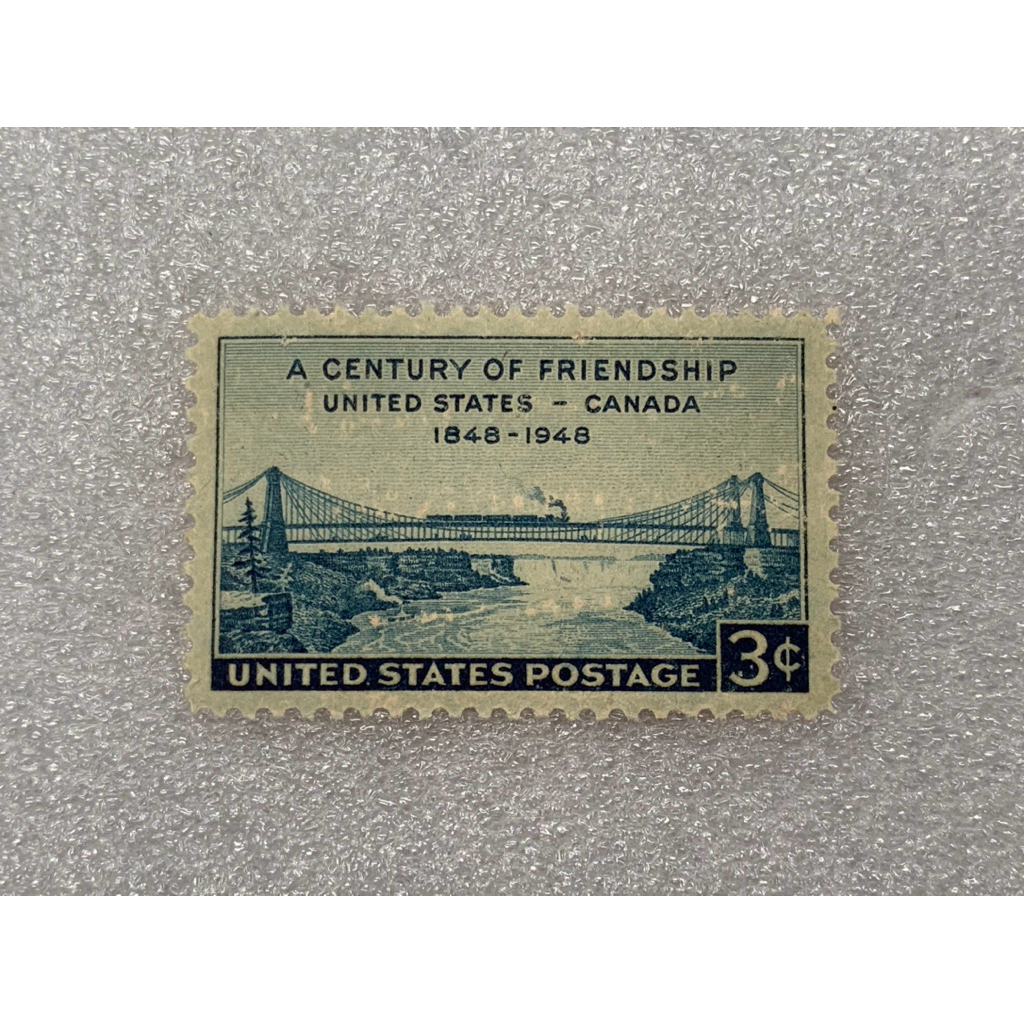 A CENTURY OF FRIENDSHIP
UNITED STATES - CANADA
1848-1948
UNITED STATES POSTAGE 3¢